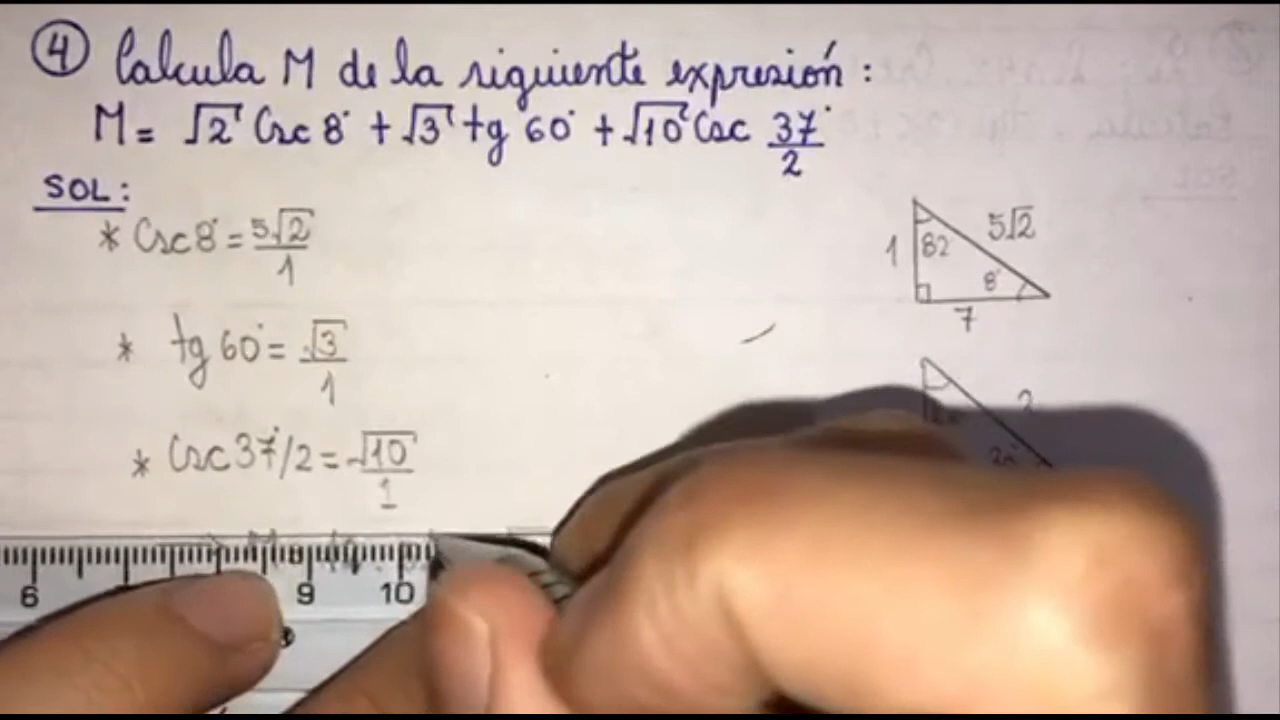 ④ Calcula M de la siguiente expresión :
M = √2 Csc 8° + √3 tg 60° + √10 Csc 37°/2
SOL :
* Csc 8° = 5√2/1
* tg 60° = √3/1
* Csc 37°/2 = √10/1
1 82° 5√2
8°
7
2
6 9 10